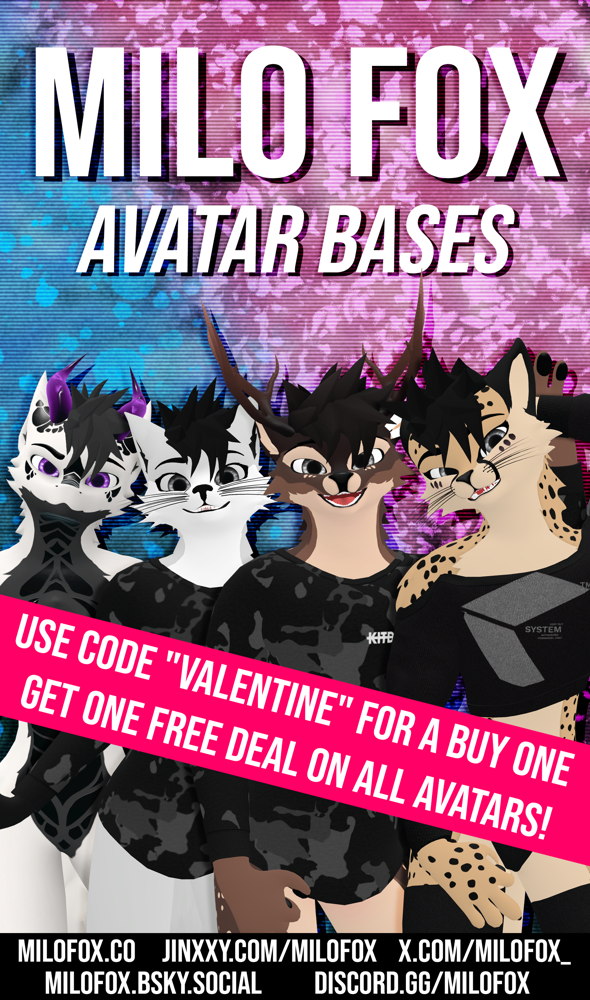 MILO FOX
AVATAR BASES
SYSTEM
USE CODE "VALENTINE" FOR A BUY ONE
GET ONE FREE DEAL ON ALL AVATARS!
MILOFOX.CO JINXXY.COM/MILOFOX X.COM/MILOFOX_
MILOFOX.BSKY.SOCIAL DISCORD.GG/MILOFOX